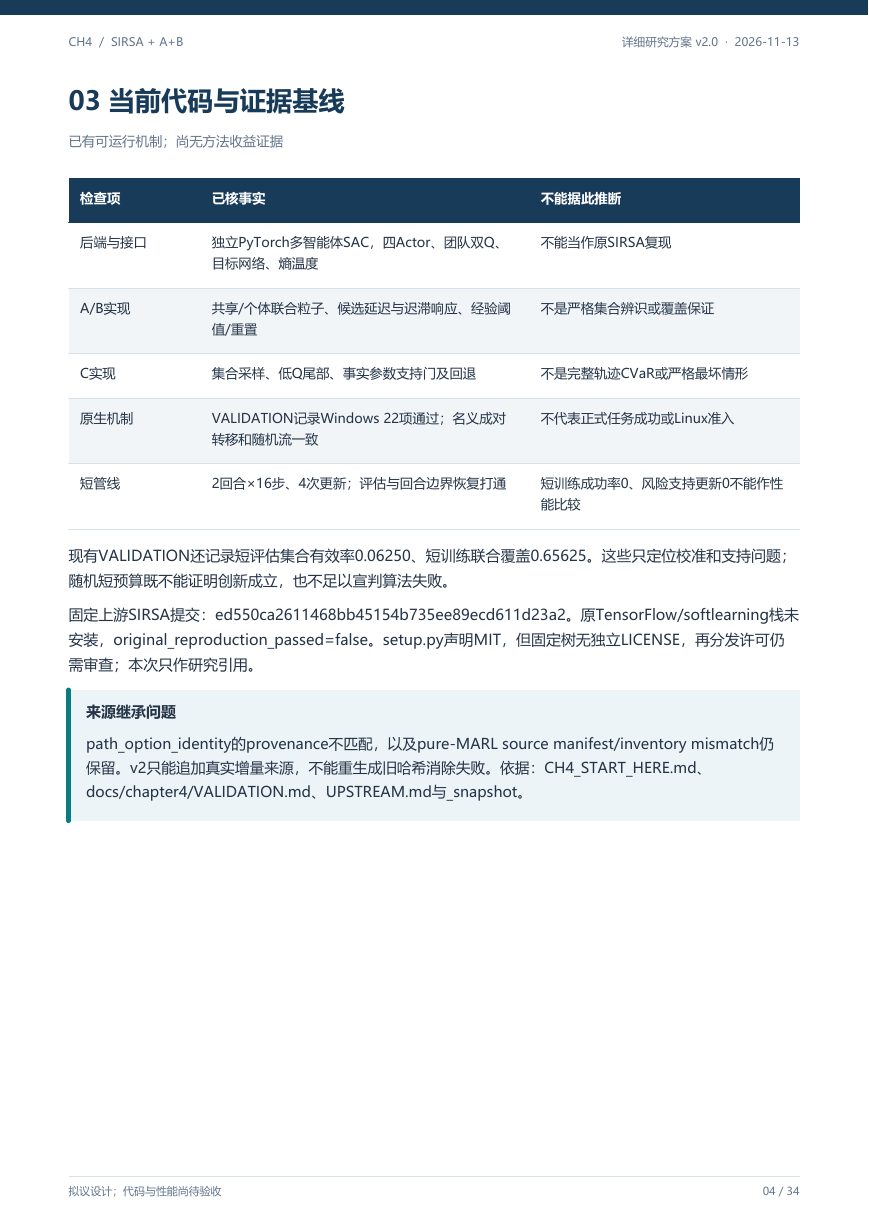 CH4 / SIRSA + A+B
详细研究方案 v2.0 · 2026-11-13
03 当前代码与证据基线
已有可运行机制；尚无方法收益证据
检查项
已核事实
不能据此推断
后端与接口
独立PyTorch多智能体SAC，四Actor、团队双Q、
目标网络、熵温度
不能当作原SIRSA复现
A/B实现
共享/个体联合粒子、候选延迟与迟滞响应、经验阈
值/重置
不是严格集合辨识或覆盖保证
C实现
集合采样、低Q尾部、事实参数支持门及回退
不是完整轨迹CVaR或严格最坏情形
原生机制
VALIDATION记录Windows 22项通过；名义成对
转移和随机流一致
不代表正式任务成功或Linux准入
短管线
2回合×16步、4次更新；评估与回合边界恢复打通
短训练成功率0、风险支持更新0不能作性
能比较
现有VALIDATION还记录短评估集合有效率0.06250、短训练联合覆盖0.65625。这些只定位校准和支持问题；
随机短预算既不能证明创新成立，也不足以宣判算法失败。
固定上游SIRSA提交：ed550ca2611468bb45154b735ee89ecd611d23a2。原TensorFlow/softlearning栈未
安装，original_reproduction_passed=false。setup.py声明MIT，但固定树无独立LICENSE，再分发许可仍
需审查；本次只作研究引用。
来源继承问题
path_option_identity的provenance不匹配，以及pure-MARL source manifest/inventory mismatch仍
保留。v2只能追加真实增量来源，不能重生成旧哈希消除失败。依据：CH4_START_HERE.md、
docs/chapter4/VALIDATION.md、UPSTREAM.md与_snapshot。
拟议设计；代码与性能尚待验收
04 / 34